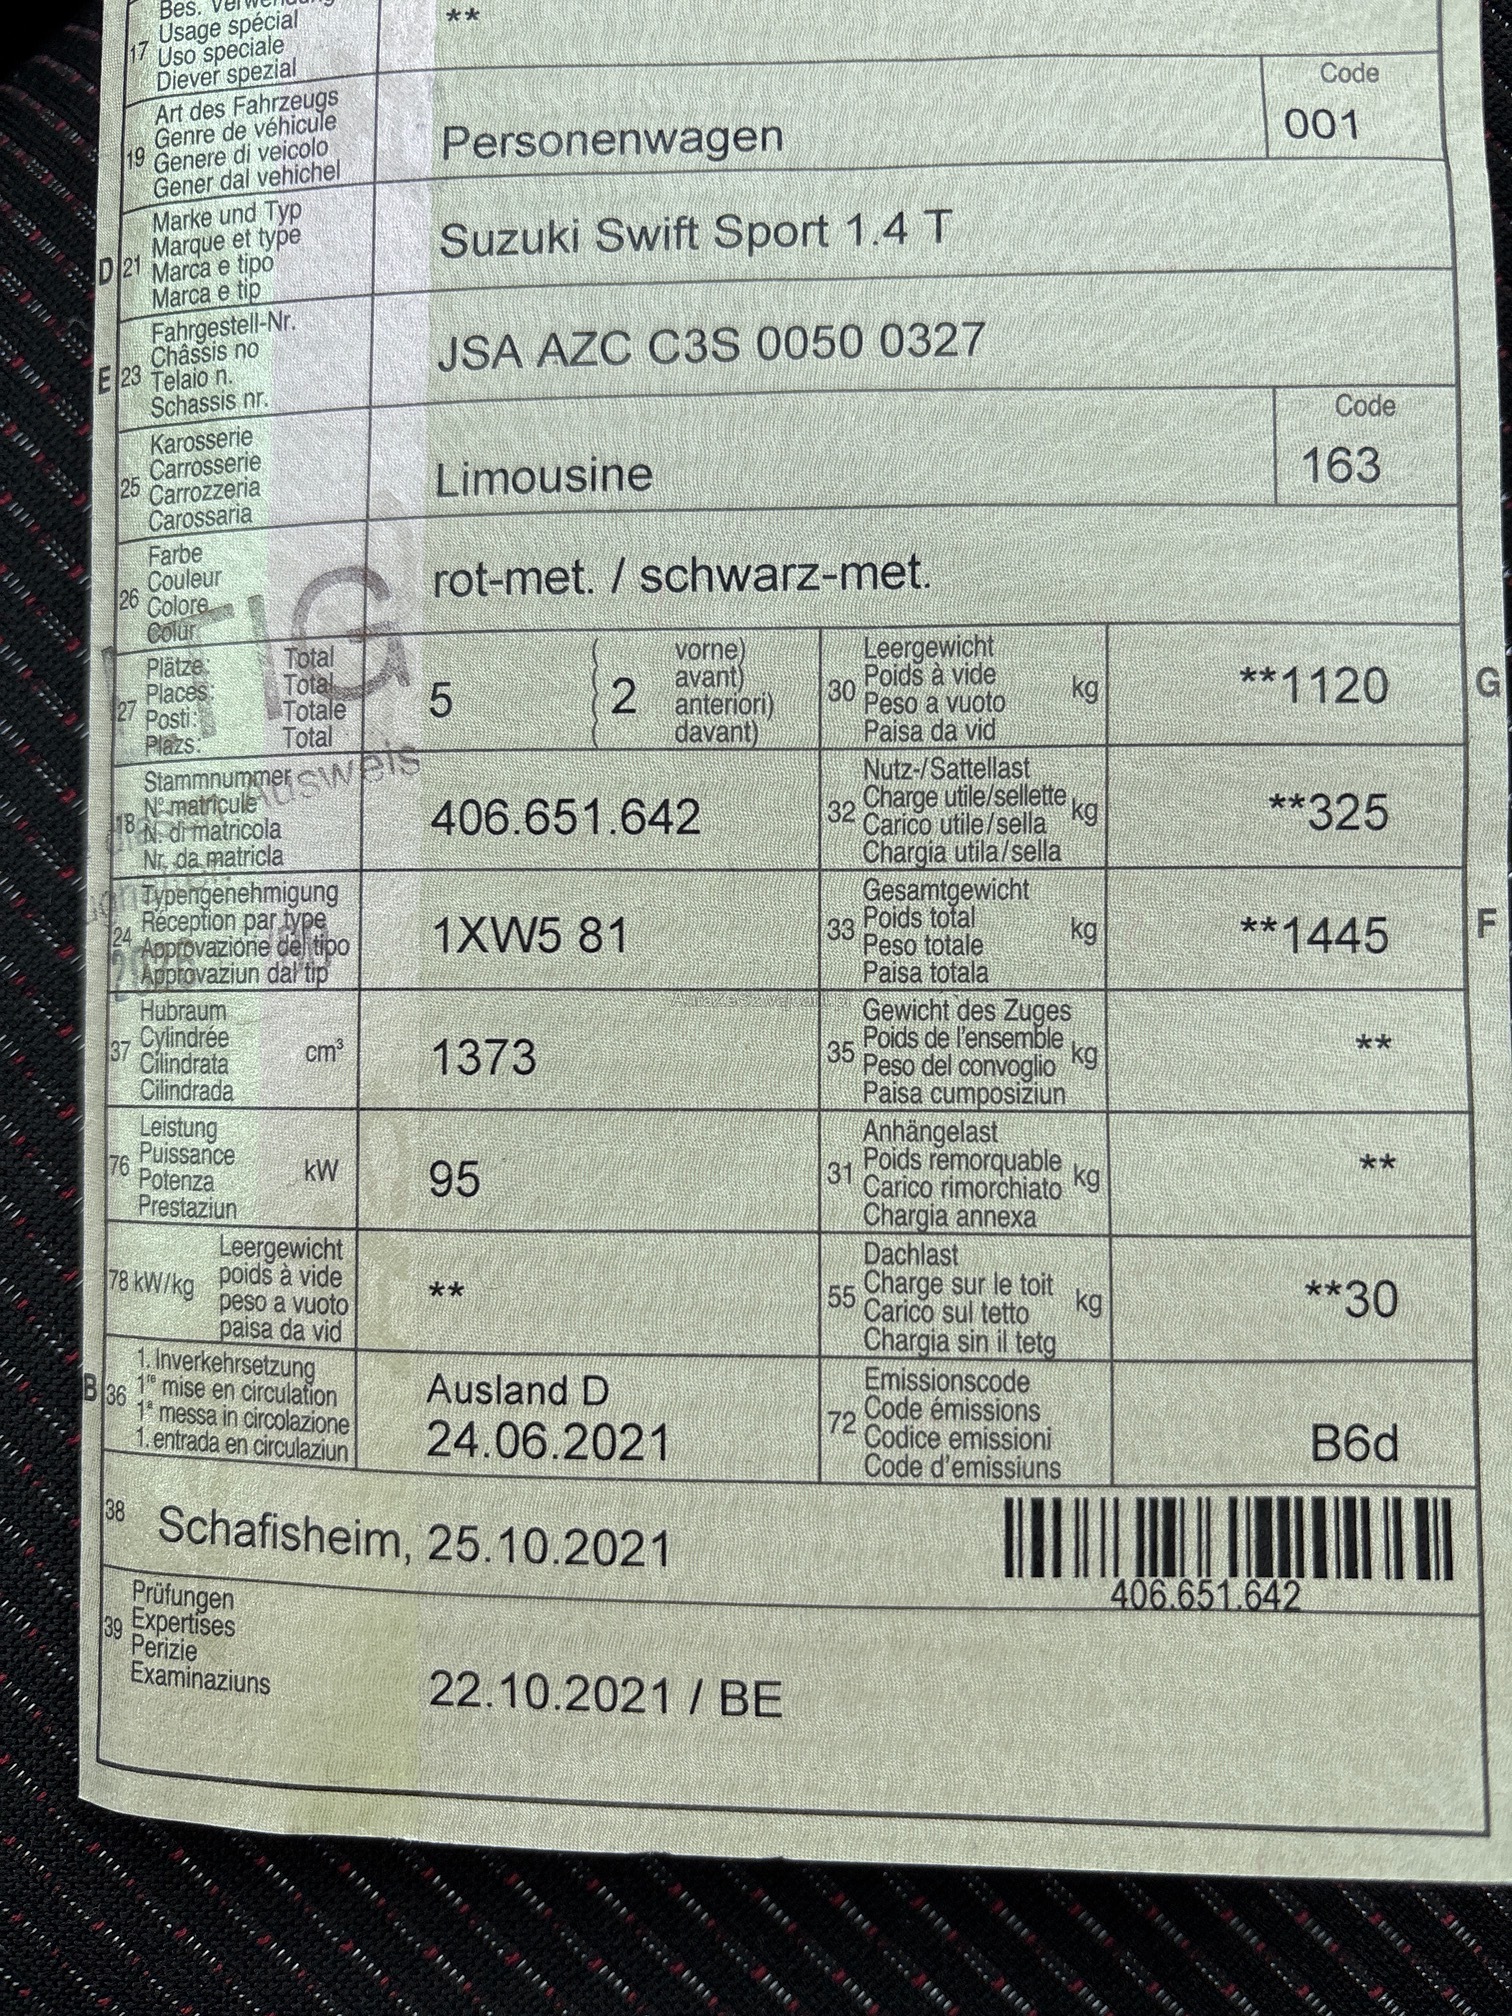 Bes. Verwendung
17 Usage spécial **
Uso speciale
Diever spezial
Art des Fahrzeugs Code
19 Genre de véhicule Personenwagen 001
Genere di veicolo
Gener dal vehichel
Marke und Typ
D 21 Marque et type Suzuki Swift Sport 1.4 T
Marca e tipo
Marca e tip
Fahrgestell-Nr.
E 23 Châssis no JSA AZC C3S 0050 0327
Telaio n.
Schassis nr.
Karosserie Code
25 Carrosserie Limousine 163
Carrozzeria
Carossaria
Farbe
26 Couleur rot-met. / schwarz-met.
Colore
Colur
Plätze: Total vorne)
27 Places: Total 5 (2 avant)
Posti: Totale anteriori)
Plazs: Total davant)
Leergewicht
30 Poids à vide kg **1120 G
Peso a vuoto
Paisa da vid
Stammnummer
18 N° matricule 406.651.642
N. di matricola
Nr. da matricla
Nutz-/Sattellast
32 Charge utile/sellette kg **325
Carico utile/sella
Chargia utila/sella
Typengenehmigung
24 Réception par type 1XW5 81
Approvazione del tipo
Approvaziun dal tip
Gesamtgewicht
33 Poids total kg **1445 F
Peso totale
Paisa totala
Hubraum
37 Cylindrée cm³ 1373
Cilindrata
Cilindrada
Gewicht des Zuges
35 Poids de l'ensemble kg **
Peso del convoglio
Paisa cumposiziun
Leistung
76 Puissance kW 95
Potenza
Prestaziun
Anhängelast
31 Poids remorquable kg **
Carico rimorchiato
Chargia annexa
Leergewicht
78 kW/kg poids à vide **
peso a vuoto
paisa da vid
Dachlast
55 Charge sur le toit kg **30
Carico sul tetto
Chargia sin il tetg
1. Inverkehrsetzung Ausland D
B 36 1re mise en circulation 24.06.2021
1a messa in circolazione
1. entrada en circulaziun
Emissionscode
72 Code émissions B6d
Codice emissioni
Code d'emissiuns
38 Schafisheim, 25.10.2021
406.651.642
Prüfungen
39 Expertises 22.10.2021 / BE
Perizie
Examinaziuns